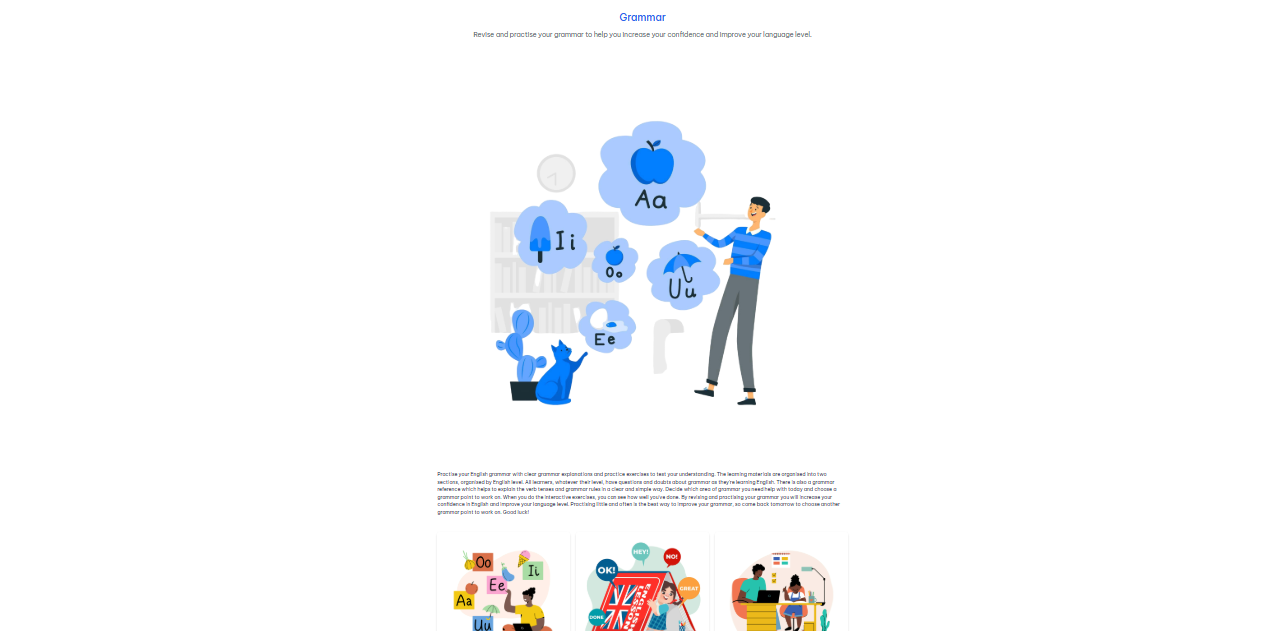 Grammar
Revise and practise your grammar to help you increase your confidence and improve your language level.
Aa
Ii
Oo
Uu
Ee
Practise your English grammar with clear grammar explanations and practice exercises to test your understanding. The learning materials are organised into two
sections, organised by English level. All learners, whatever their level, have questions and doubts about grammar as they're learning English. There is also a grammar
reference which helps to explain the verb tenses and grammar rules in a clear and simple way. Decide which area of grammar you need help with today and choose a
grammar point to work on. When you do the interactive exercises, you can see how well you've done. By revising and practising your grammar you will increase your
confidence in English and improve your language level. Practising little and often is the best way to improve your grammar, so come back tomorrow to choose another
grammar point to work on. Good luck!
Oo
Ii
Ee
Aa
Uu
HEY!
NO!
OK!
GREAT
DONE
ENGLISH
LESSONS